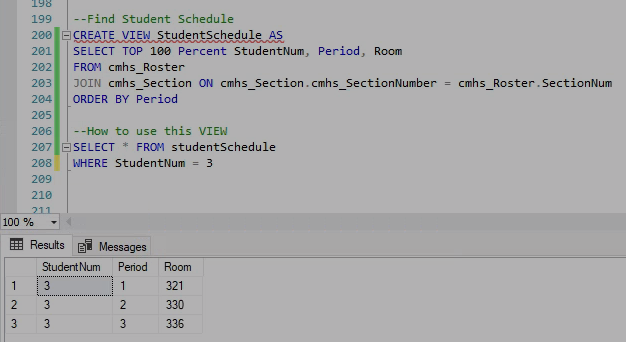 198
199 --Find Student Schedule
200 CREATE VIEW StudentSchedule AS
201 SELECT TOP 100 Percent StudentNum, Period, Room
202 FROM cmhs_Roster
203 JOIN cmhs_Section ON cmhs_Section.cmhs_SectionNumber = cmhs_Roster.SectionNum
204 ORDER BY Period
205
206 --How to use this VIEW
207 SELECT * FROM studentSchedule
208 WHERE StudentNum = 3
209
210
211
100 %
Results Messages
StudentNum Period Room
1 3 1 321
2 3 2 330
3 3 3 336